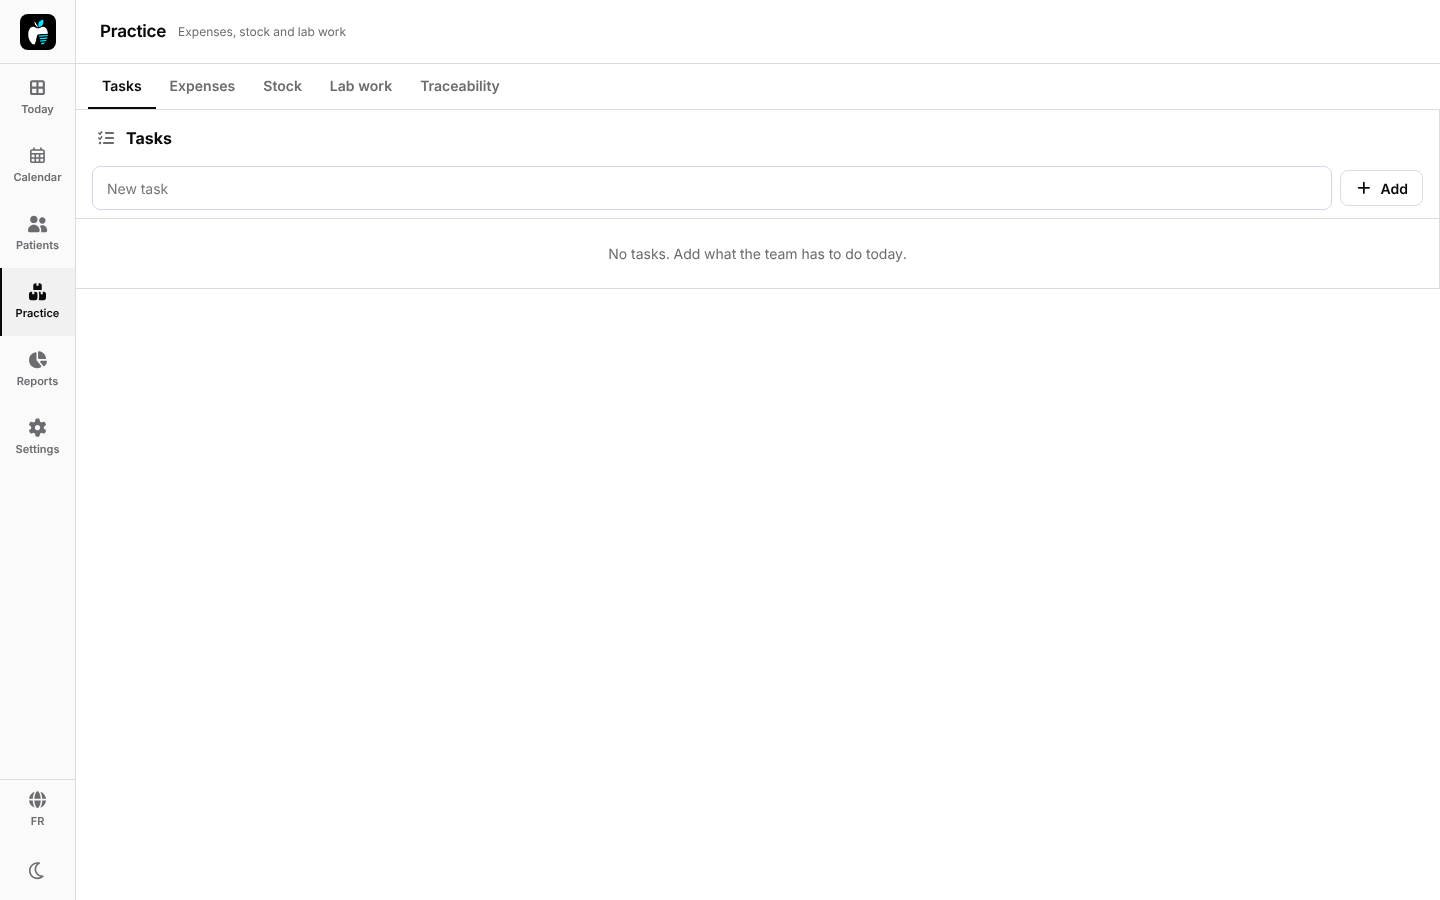 Practice
Expenses, stock and lab work
Today
Calendar
Patients
Practice
Reports
Settings
FR
Tasks
Expenses
Stock
Lab work
Traceability
Tasks
New task
Add
No tasks. Add what the team has to do today.